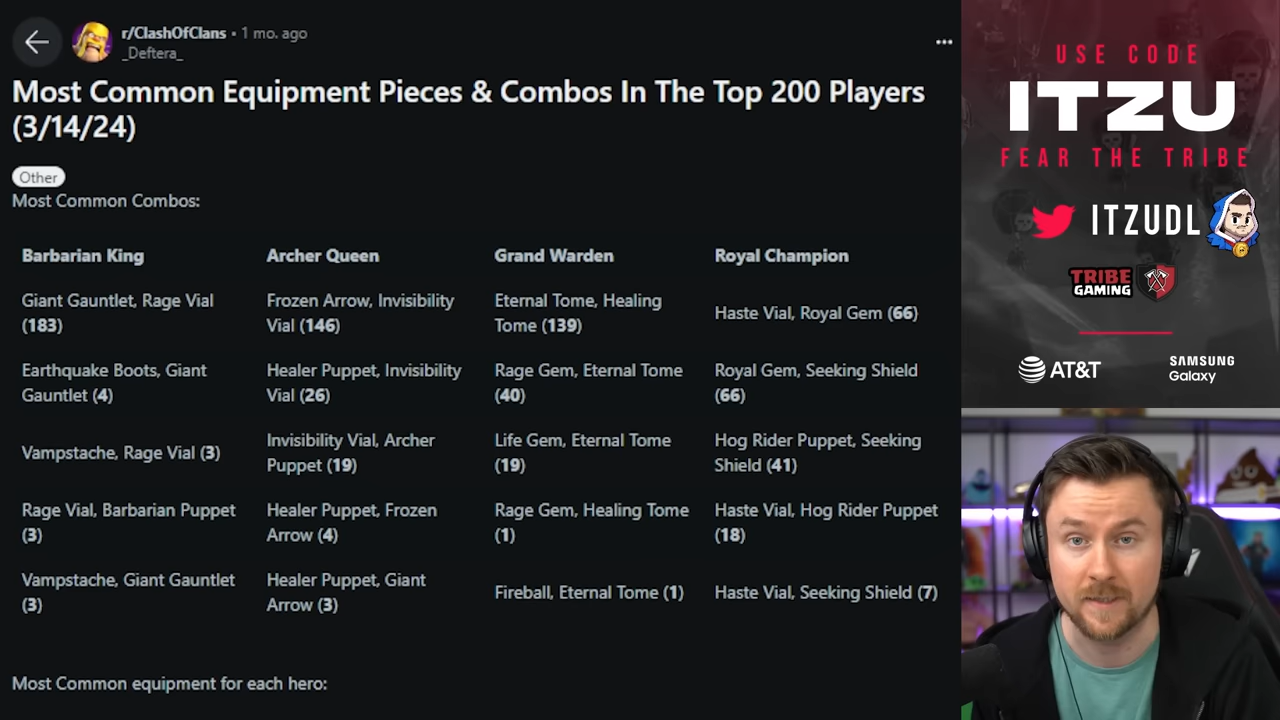 r/ClashOfClans • 1 mo. ago
_Deftera_
Most Common Equipment Pieces & Combos In The Top 200 Players
(3/14/24)
Other
Most Common Combos:
Barbarian King
Archer Queen
Grand Warden
Royal Champion
Giant Gauntlet, Rage Vial
(183)
Frozen Arrow, Invisibility
Vial (146)
Eternal Tome, Healing
Tome (139)
Haste Vial, Royal Gem (66)
Earthquake Boots, Giant
Gauntlet (4)
Healer Puppet, Invisibility
Vial (26)
Rage Gem, Eternal Tome
(40)
Royal Gem, Seeking Shield
(66)
Vampstache, Rage Vial (3)
Invisibility Vial, Archer
Puppet (19)
Life Gem, Eternal Tome
(19)
Hog Rider Puppet, Seeking
Shield (41)
Rage Vial, Barbarian Puppet
(3)
Healer Puppet, Frozen
Arrow (4)
Rage Gem, Healing Tome
(1)
Haste Vial, Hog Rider Puppet
(18)
Vampstache, Giant Gauntlet
(3)
Healer Puppet, Giant
Arrow (3)
Fireball, Eternal Tome (1)
Haste Vial, Seeking Shield (7)
Most Common equipment for each hero:
USE CODE
ITZU
FEAR THE TRIBE
ITZUDL
TRIBE
GAMING
AT&T
SAMSUNG
Galaxy